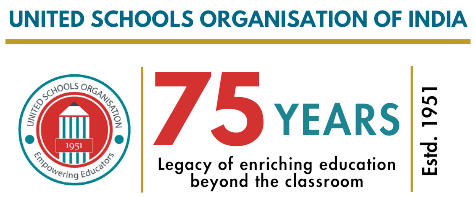 UNITED SCHOOLS ORGANISATION OF INDIA
UNITED SCHOOLS ORGANISATION
1951
Empowering Educators
75 YEARS
Legacy of enriching education
beyond the classroom
Estd. 1951